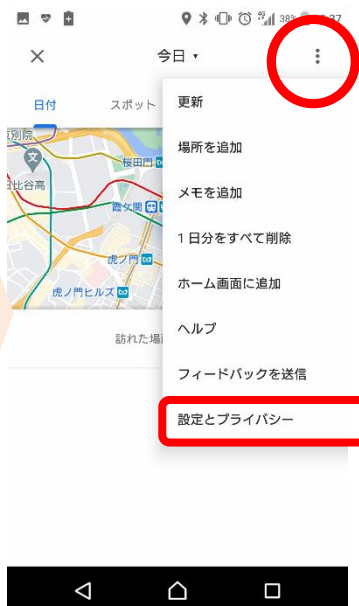 38%
今日
日付
スポット
更新
場所を追加
メモを追加
1日分をすべて削除
ホーム画面に追加
ヘルプ
フィードバックを送信
設定とプライバシー
桜田門
日比谷高
霞ケ関
虎ノ門
虎ノ門ヒルズ
訪れた場